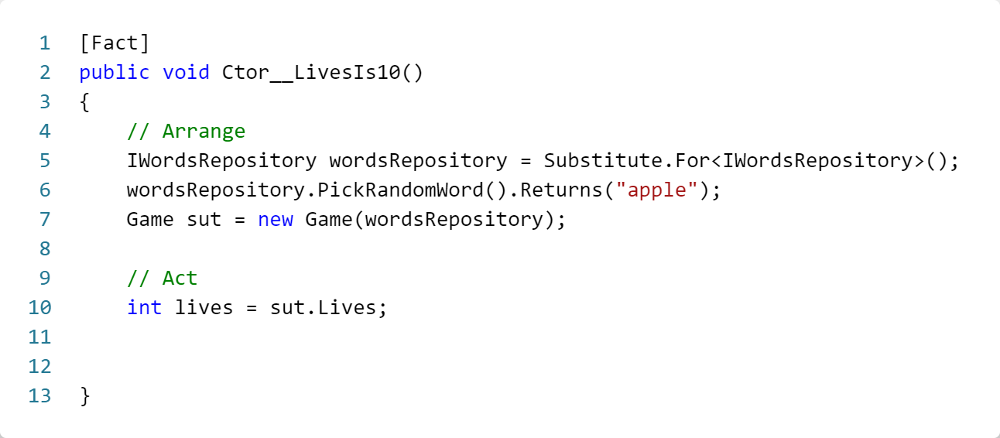 1 [Fact]
2 public void Ctor__LivesIs10()
3 {
4     // Arrange
5     IWordsRepository wordsRepository = Substitute.For<IWordsRepository>();
6     wordsRepository.PickRandomWord().Returns("apple");
7     Game sut = new Game(wordsRepository);
8
9     // Act
10     int lives = sut.Lives;
11
12
13 }